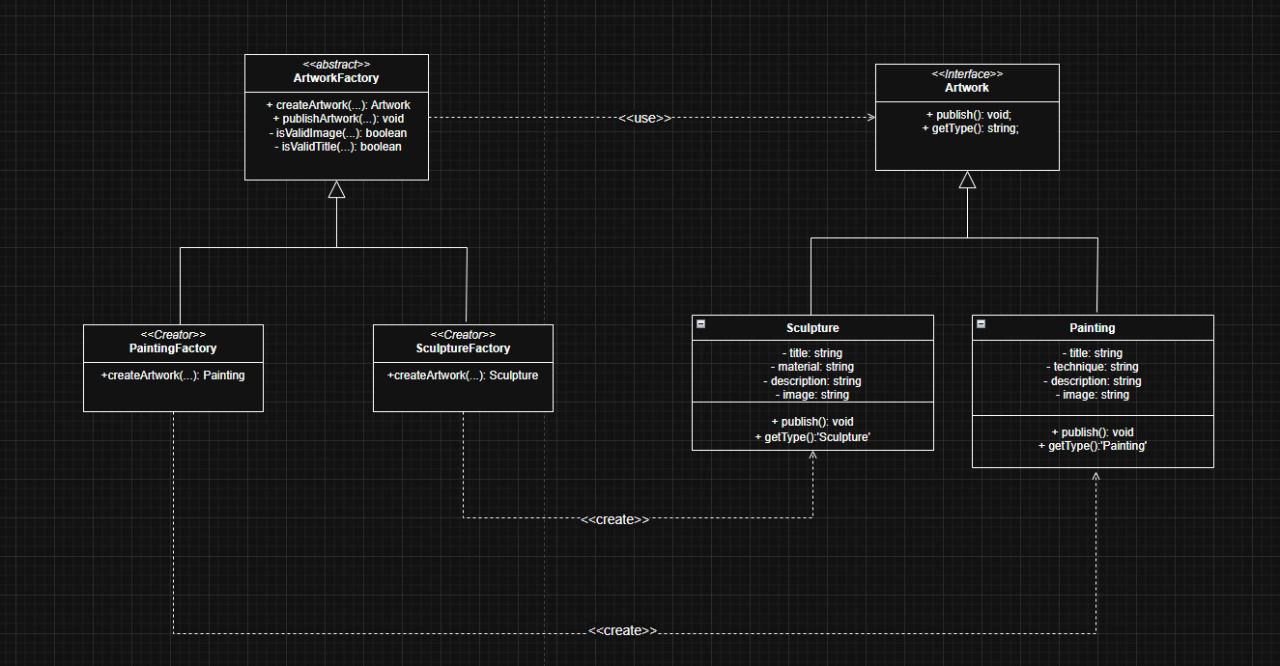 <<abstract>>
ArtworkFactory
+ createArtwork(...): Artwork
+ publishArtwork(...): void
- isValidImage(...): boolean
- isValidTitle(...): boolean
<<use>>
<<Interface>>
Artwork
+ publish(): void;
+ getType(): string;
<<Creator>>
PaintingFactory
+createArtwork(...): Painting
<<Creator>>
SculptureFactory
+createArtwork(...): Sculpture
Sculpture
- title: string
- material: string
- description: string
- image: string
+ publish(): void
+ getType():'Sculpture'
Painting
- title: string
- technique: string
- description: string
- image: string
+ publish(): void
+ getType():'Painting'
<<create>>
<<create>>